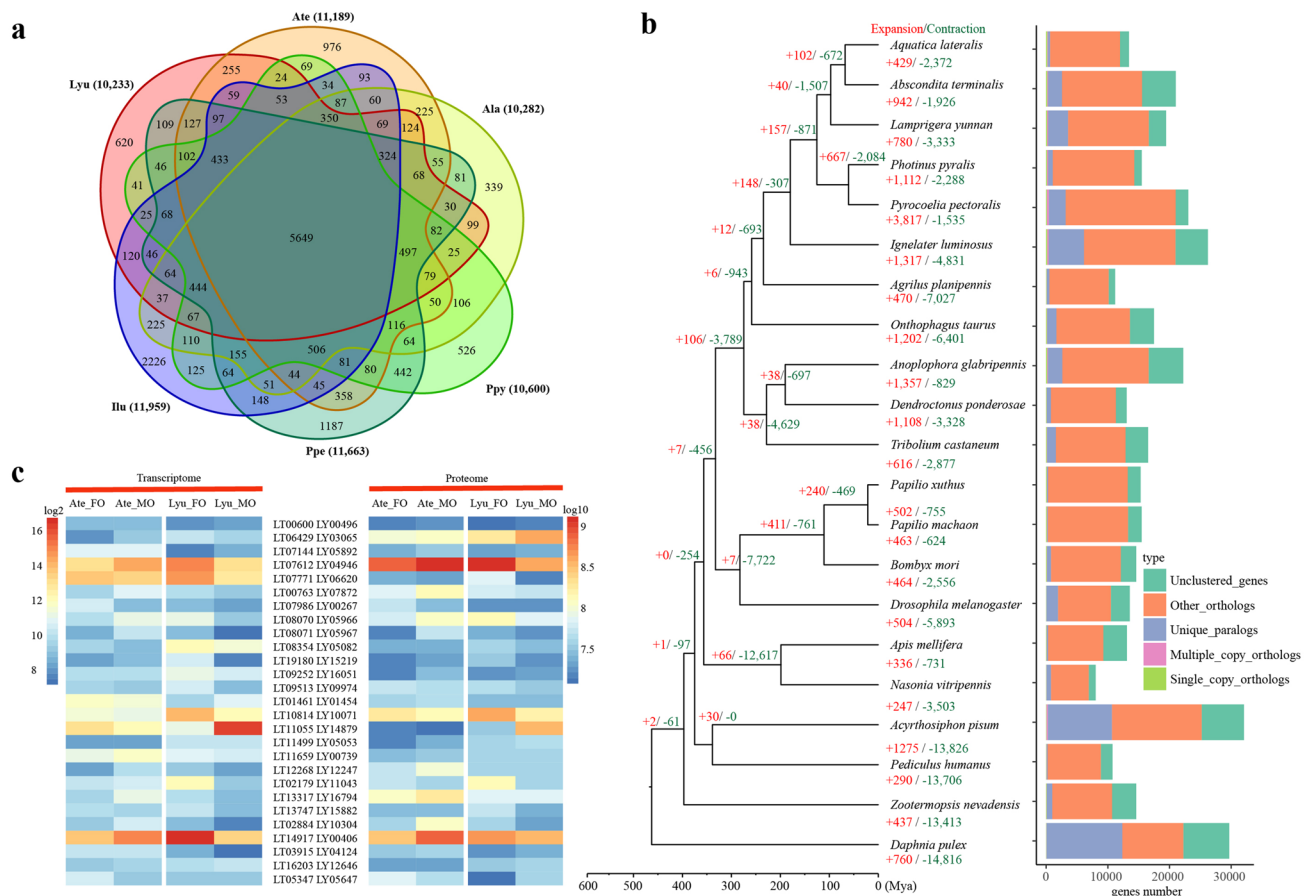 a
Ate (11,189)
Lyu (10,233)
Ala (10,282)
Ppy (10,600)
Ppe (11,663)
Ilu (11,959)
976
255
69
24
34
93
59
53
87
60
225
350
69
124
97
127
109
620
102
433
324
55
81
339
68
46
41
30
99
82
25
68
25
5649
497
120
46
79
64
50
106
444
37
116
67
225
64
526
110
506
155
81
2226
125
64
44
80
442
51
45
148
358
1187
b
Expansion/Contraction
+102/ -672
Aquatica lateralis
+429/ -2,372
+40/ -1,507
Abscondita terminalis
+942 / -1,926
+157/ -871
Lamprigera yunnan
+780 / -3,333
+667/ -2,084
Photinus pyralis
+1,112 / -2,288
+148/ -307
Pyrocoelia pectoralis
+3,817 / -1,535
+12/ -693
Ignelater luminosus
+1,317 / -4,831
+6/ -943
Agrilus planipennis
+470 / -7,027
+106/ -3,789
Onthophagus taurus
+1,202 / -6,401
Anoplophora glabripennis
+38/ -697
+1,357 / -829
Dendroctonus ponderosae
+1,108 / -3,328
+38/ -4,629
+7/ -456
Tribolium castaneum
+616 / -2,877
+240/ -469
Papilio xuthus
+502 / -755
+411/ -761
Papilio machaon
+463 / -624
+0/ -254
+7/ -7,722
Bombyx mori
+464 / -2,556
Drosophila melanogaster
+504 / -5,893
+1/ -97
Apis mellifera
+66/ -12,617
+336 / -731
Nasonia vitripennis
+247 / -3,503
+2/ -61
+30/ -0
Acyrthosiphon pisum
+1275 / -13,826
Pediculus humanus
+290 / -13,706
Zootermopsis nevadensis
+437 / -13,413
Daphnia pulex
+760 / -14,816
600 500 400 300 200 100 0 (Mya)
type
Unclustered_genes
Other_orthologs
Unique_paralogs
Multiple_copy_orthologs
Single_copy_orthologs
0 10000 20000 30000
genes number
c
Transcriptome
Proteome
log2
Ate_FO Ate_MO Lyu_FO Lyu_MO
Ate_FO Ate_MO Lyu_FO Lyu_MO
log10
16
14
12
10
8
9
8.5
7.5
LT00600 LY00496
LT06429 LY03065
LT07144 LY05892
LT07612 LY04946
LT07771 LY06620
LT00763 LY07872
LT07986 LY00267
LT08070 LY05966
LT08071 LY05967
LT08354 LY05082
LT19180 LY15219
LT09252 LY16051
LT09513 LY09974
LT01461 LY01454
LT10814 LY10071
LT11055 LY14879
LT11499 LY05053
LT11659 LY00739
LT12268 LY12247
LT02179 LY11043
LT13317 LY16794
LT13747 LY15882
LT02884 LY10304
LT14917 LY00406
LT03915 LY04124
LT16203 LY12646
LT05347 LY05647